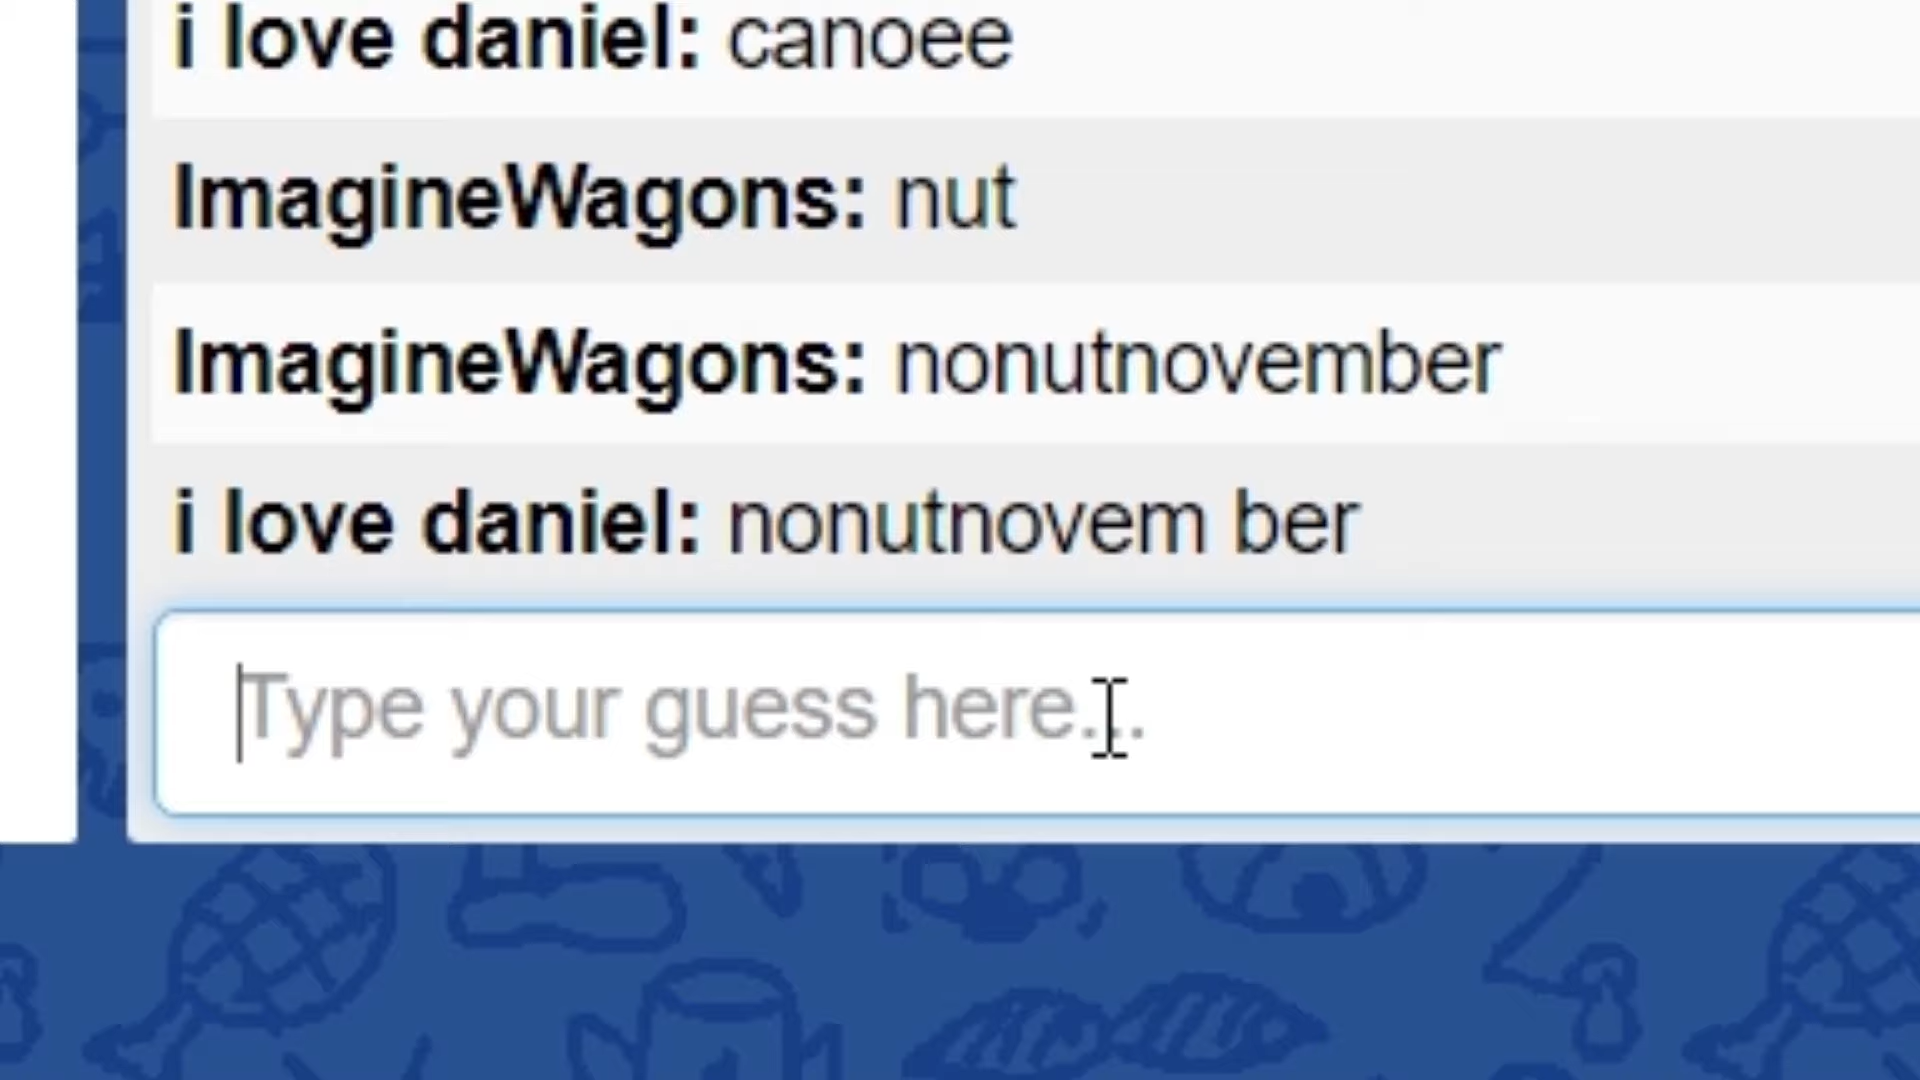 i love daniel: canoee
ImagineWagons: nut
ImagineWagons: nonutnovember
i love daniel: nonutnovem ber
Type your guess here...